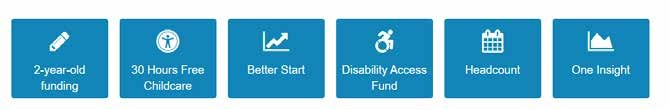 2-year-old
funding
30 Hours Free
Childcare
Better Start
Disability Access
Fund
Headcount
One Insight